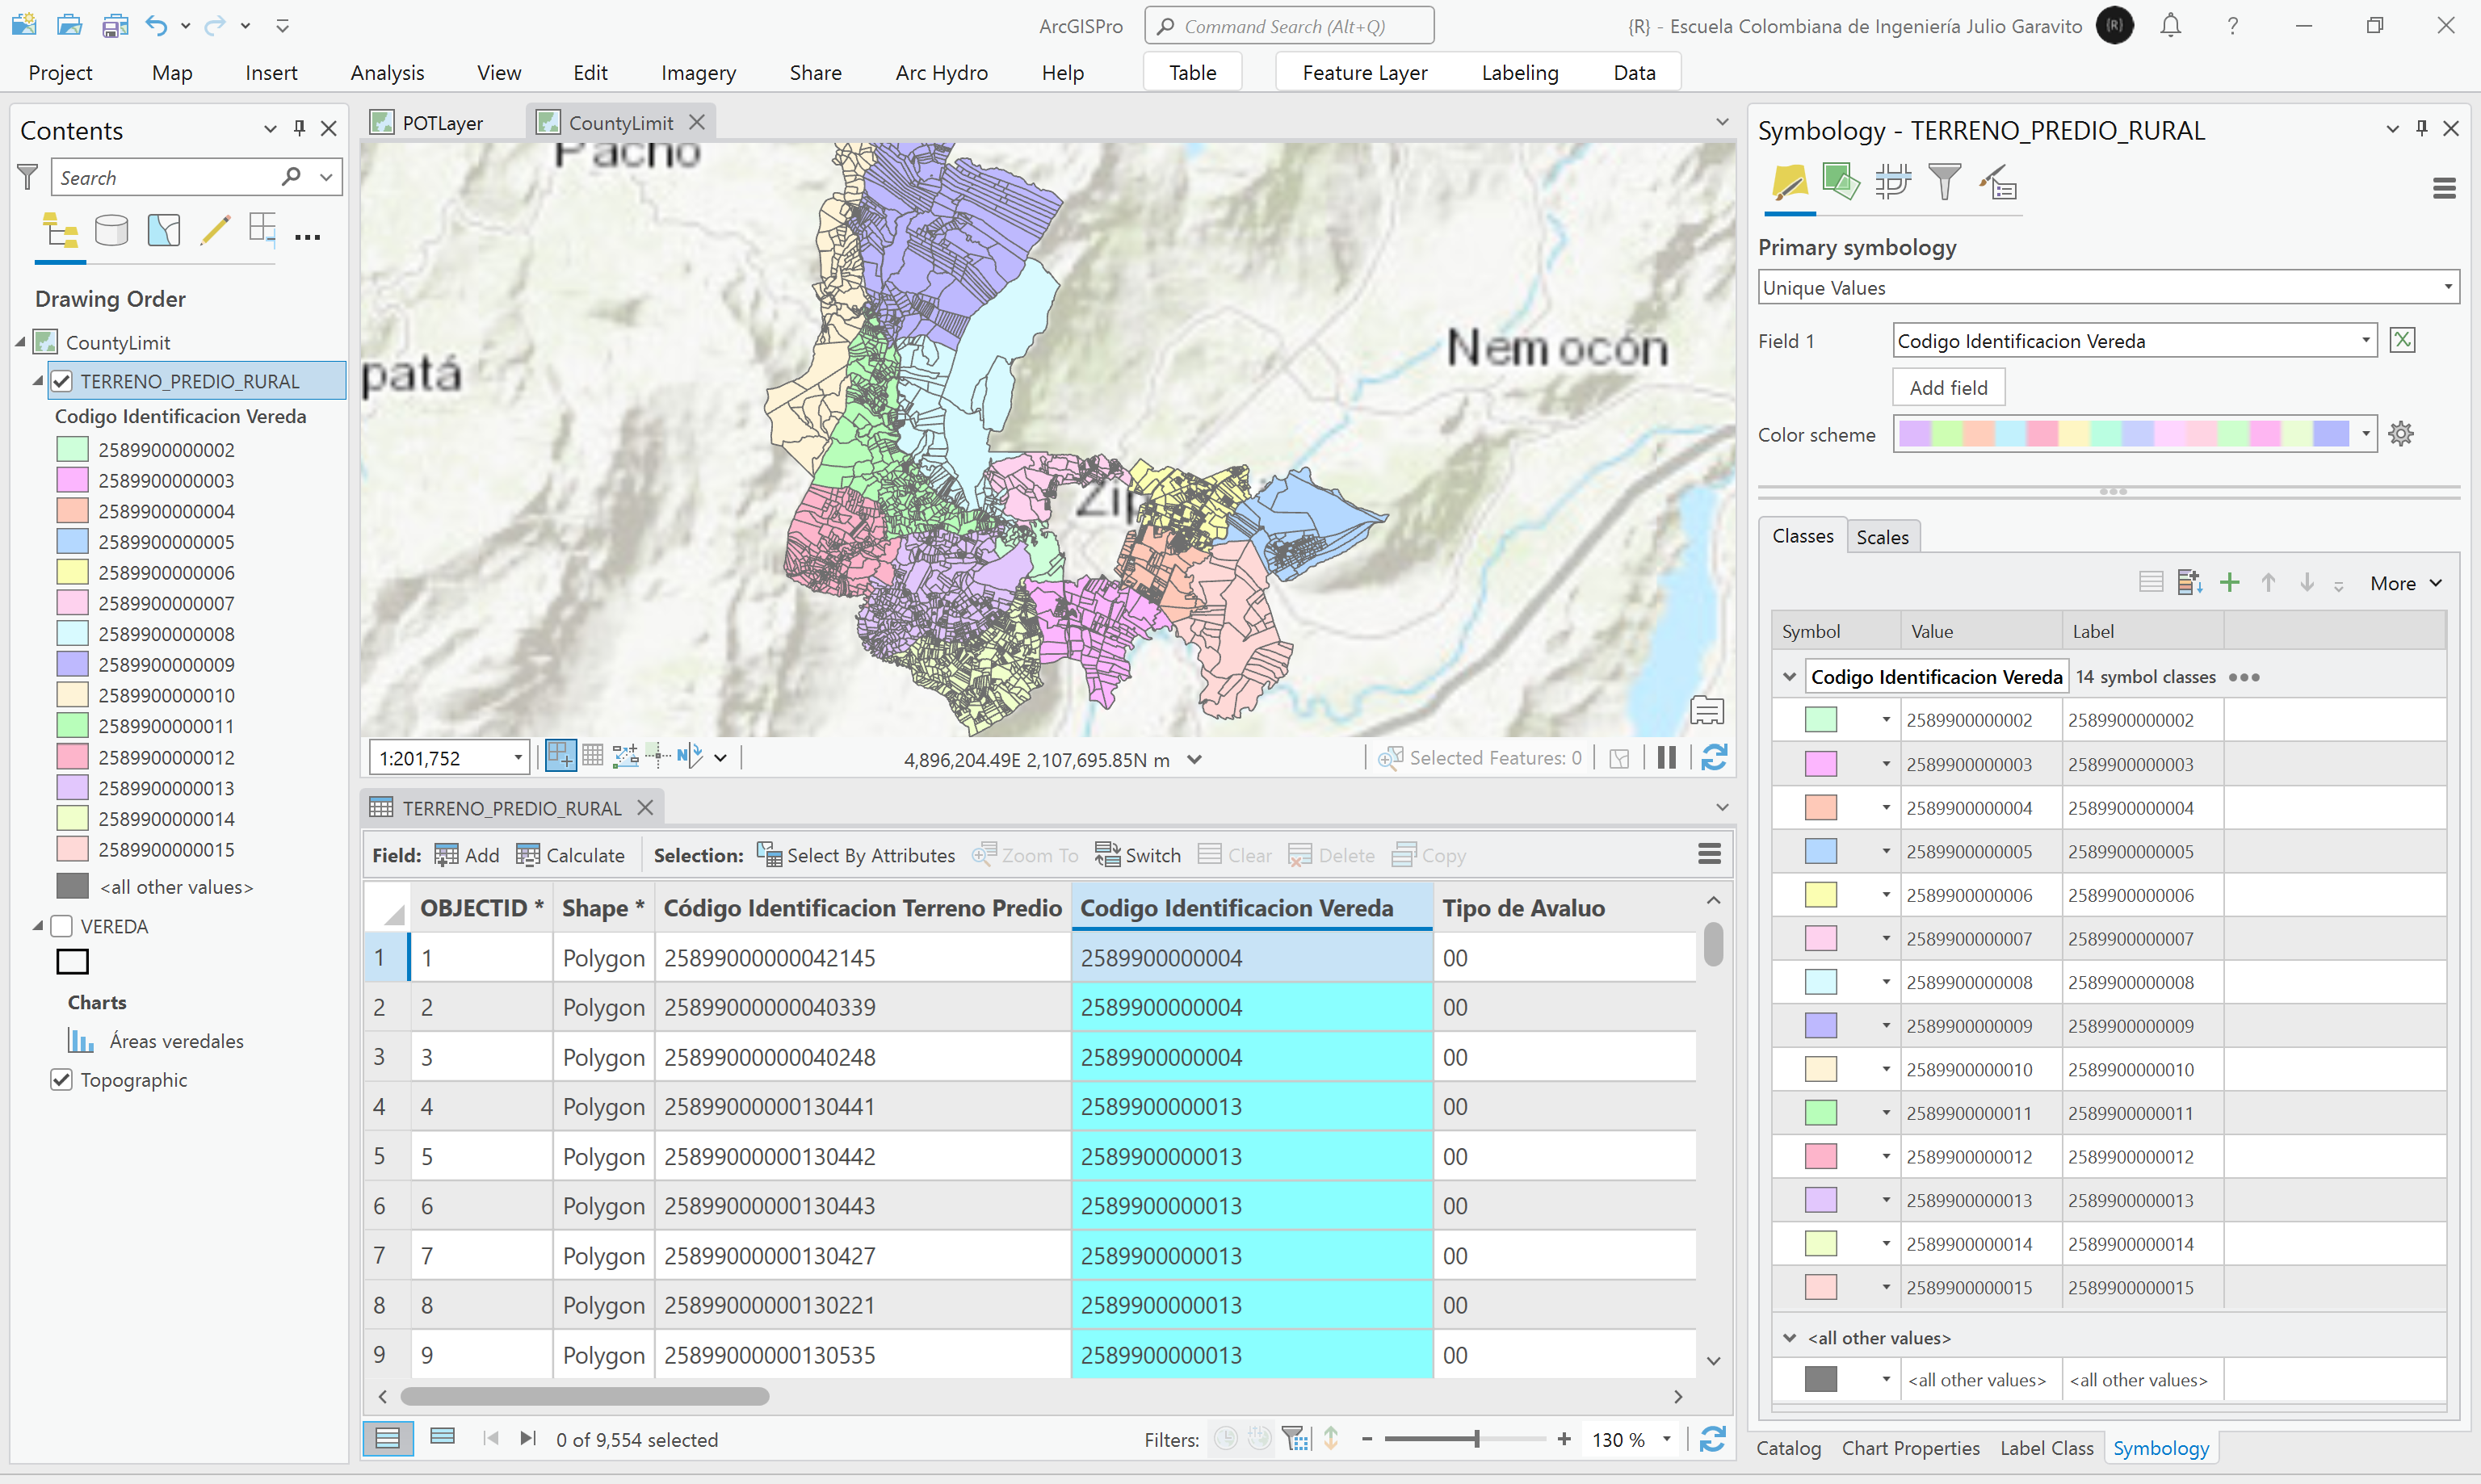 ArcGISPro
Command Search (Alt+Q)
{R} - Escuela Colombiana de Ingeniería Julio Garavito
{R}
Project Map Insert Analysis View Edit Imagery Share Arc Hydro Help Table Feature Layer Labeling Data
Contents
Search
Drawing Order
CountyLimit
TERRENO_PREDIO_RURAL
Codigo Identificacion Vereda
2589900000002
2589900000003
2589900000004
2589900000005
2589900000006
2589900000007
2589900000008
2589900000009
2589900000010
2589900000011
2589900000012
2589900000013
2589900000014
2589900000015
<all other values>
VEREDA
Charts
Áreas veredales
Topographic
POTLayer CountyLimit
Pacho
patá
Nemocón
Zip
1:201,752
4,896,204.49E 2,107,695.85N m
Selected Features: 0
TERRENO_PREDIO_RURAL
Field: Add Calculate Selection: Select By Attributes Zoom To Switch Clear Delete Copy
OBJECTID * Shape * Código Identificacion Terreno Predio Codigo Identificacion Vereda Tipo de Avaluo
1 1 Polygon 25899000000042145 2589900000004 00
2 2 Polygon 25899000000040339 2589900000004 00
3 3 Polygon 25899000000040248 2589900000004 00
4 4 Polygon 25899000000130441 2589900000013 00
5 5 Polygon 25899000000130442 2589900000013 00
6 6 Polygon 25899000000130443 2589900000013 00
7 7 Polygon 25899000000130427 2589900000013 00
8 8 Polygon 25899000000130221 2589900000013 00
9 9 Polygon 25899000000130535 2589900000013 00
0 of 9,554 selected
Filters:
130 %
Symbology - TERRENO_PREDIO_RURAL
Primary symbology
Unique Values
Field 1 Codigo Identificacion Vereda
Add field
Color scheme
Classes Scales
More
Symbol Value Label
Codigo Identificacion Vereda 14 symbol classes
2589900000002 2589900000002
2589900000003 2589900000003
2589900000004 2589900000004
2589900000005 2589900000005
2589900000006 2589900000006
2589900000007 2589900000007
2589900000008 2589900000008
2589900000009 2589900000009
2589900000010 2589900000010
2589900000011 2589900000011
2589900000012 2589900000012
2589900000013 2589900000013
2589900000014 2589900000014
2589900000015 2589900000015
<all other values>
<all other values> <all other values>
Catalog Chart Properties Label Class Symbology